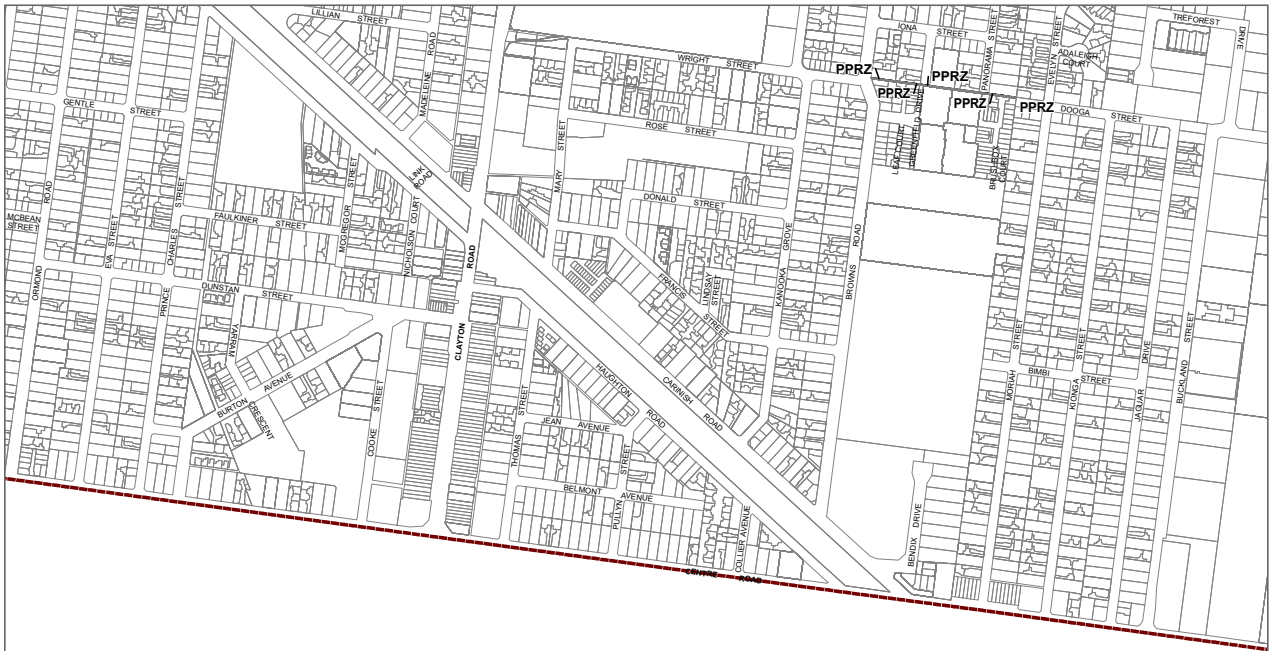 LILLIAN STREET
MADELEINE ROAD
WRIGHT STREET
IONA STREET
PANORAMA STREET
EVELYN STREET
ADALEIGH COURT
TREFOREST DRIVE
PPRZ
PPRZ
PPRZ
PPRZ
PPRZ
GENTLE STREET
MARY STREET
ROSE STREET
LEAF COURT
DRIVE
BRUSHBOX COURT
DOOGA STREET
LINK ROAD
ORMOND ROAD
MCBEAN STREET
EVA STREET
PRINCE CHARLES STREET
FAULKINER STREET
MCGREGOR STREET
NICHOLSON COURT
CLAYTON ROAD
DONALD STREET
KANOOKA GROVE
BROWNS ROAD
DUNSTAN STREET
FRANCIS STREET
LINDSAY STREET
YARRAM CRESCENT
BURTON AVENUE
COOKE STREET
THOMAS STREET
HAUGHTON ROAD
CARINISH ROAD
MORIAH STREET
BIMBI STREET
KIONGA STREET
JAGUAR DRIVE
BUCKLAND STREET
JEAN AVENUE
BELMONT AVENUE
PULLYN STREET
COLLIER AVENUE
BENDIX DRIVE
CENTRE ROAD